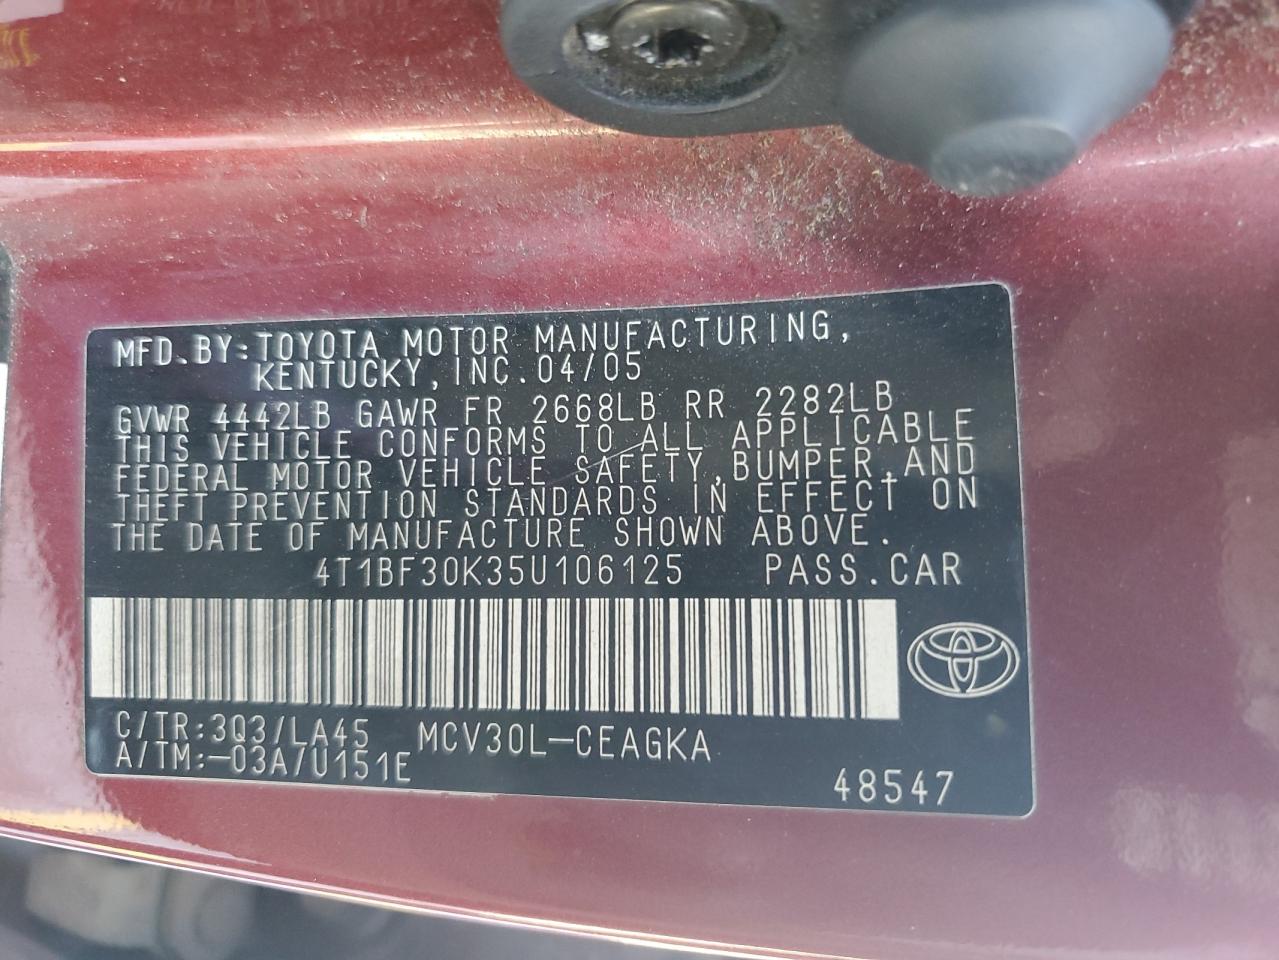 MFD.BY:TOYOTA MOTOR MANUFACTURING,
KENTUCKY,INC.04/05
GVWR 4442LB GAWR FR 2668LB RR 2282LB
THIS VEHICLE CONFORMS TO ALL APPLICABLE
FEDERAL MOTOR VEHICLE SAFETY,BUMPER,AND
THEFT PREVENTION STANDARDS IN EFFECT ON
THE DATE OF MANUFACTURE SHOWN ABOVE.
4T1BF30K35U106125 PASS.CAR
C/TR:3Q3/LA45 MCV30L-CEAGKA
A/TM:-03A/U151E
48547